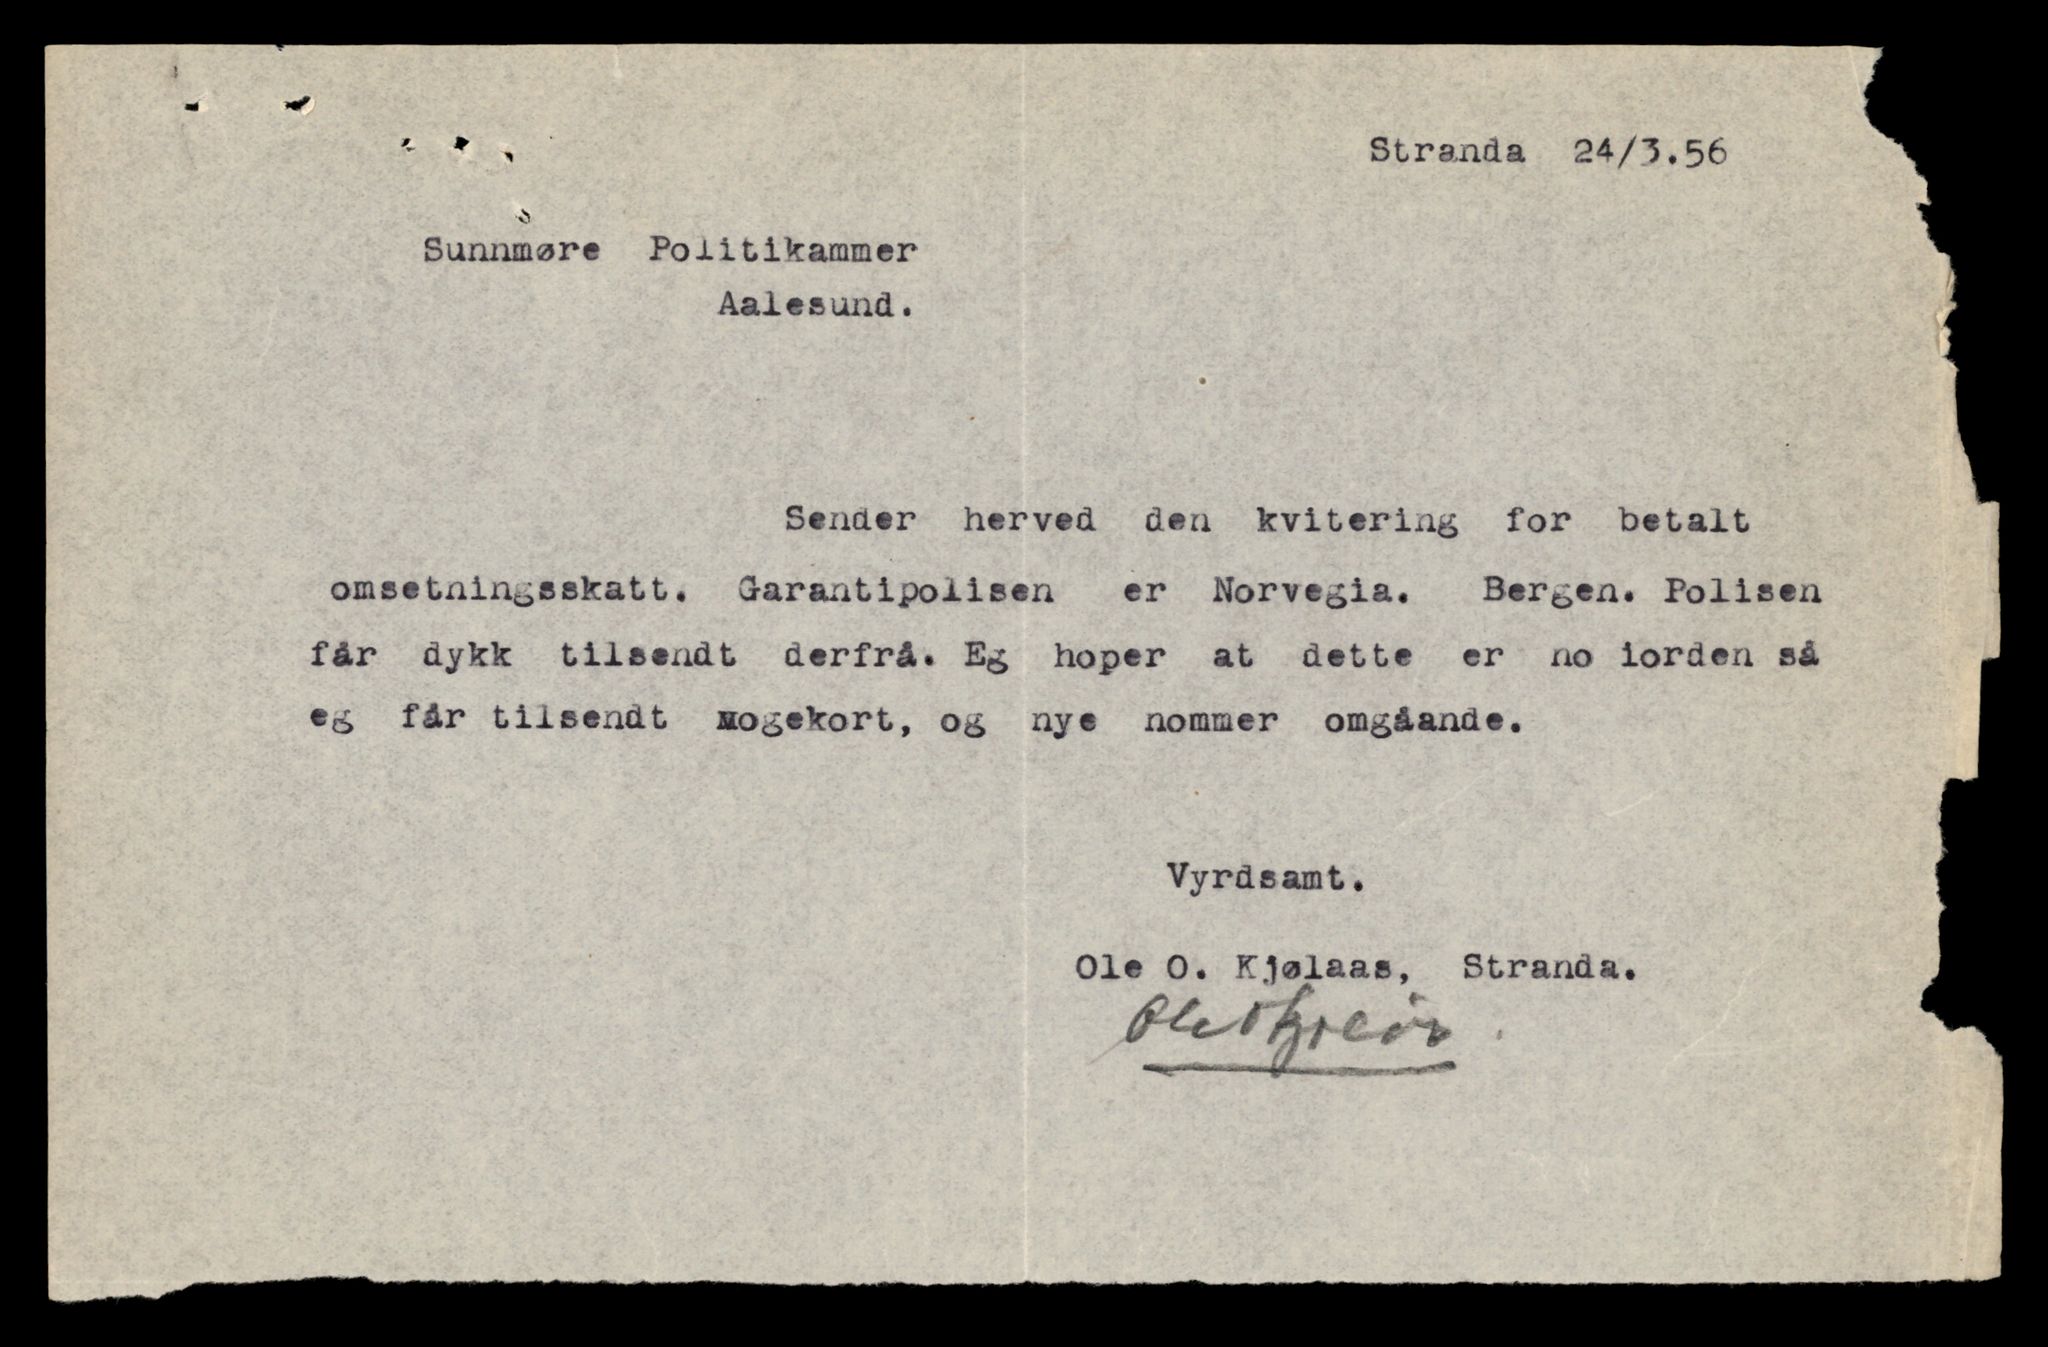 Stranda 24/3.56
Sunnmøre Politikammer
Aalesund.
Sender herved den kvitering for betalt
omsetningsskatt. Garantipolisen er Norvegia. Bergen. Polisen
får dykk tilsendt derfrå. Eg hoper at dette er no iorden så
eg får tilsendt mogekort, og nye nommer omgåande.
Vyrdsamt.
Ole O. Kjølaas, Stranda.